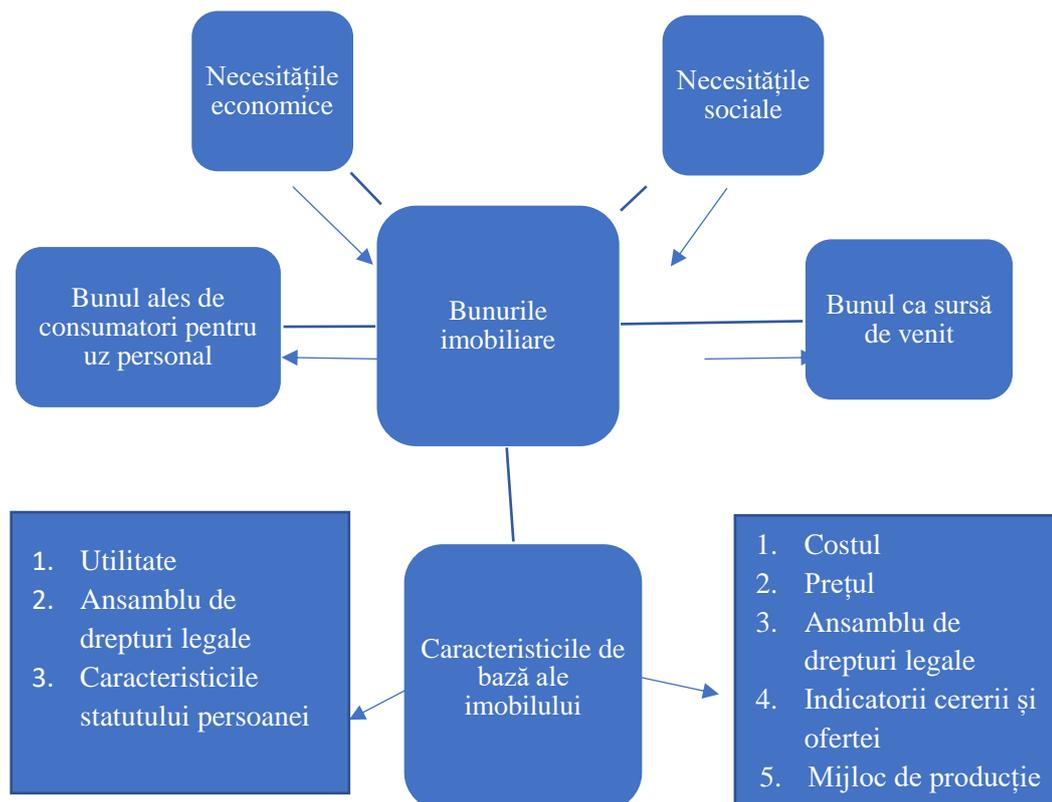 Necesitățile
economice
Necesitățile
sociale
Bunul ales de
consumatori pentru
uz personal
Bunurile
imobiliare
Bunul ca sursă
de venit
1. Utilitate
2. Ansamblu de
drepturi legale
3. Caracteristicile
statutului persoanei
Caracteristicile de
bază ale
imobilului
1. Costul
2. Prețul
3. Ansamblu de
drepturi legale
4. Indicatorii cererii și
ofertei
5. Mijloc de producție